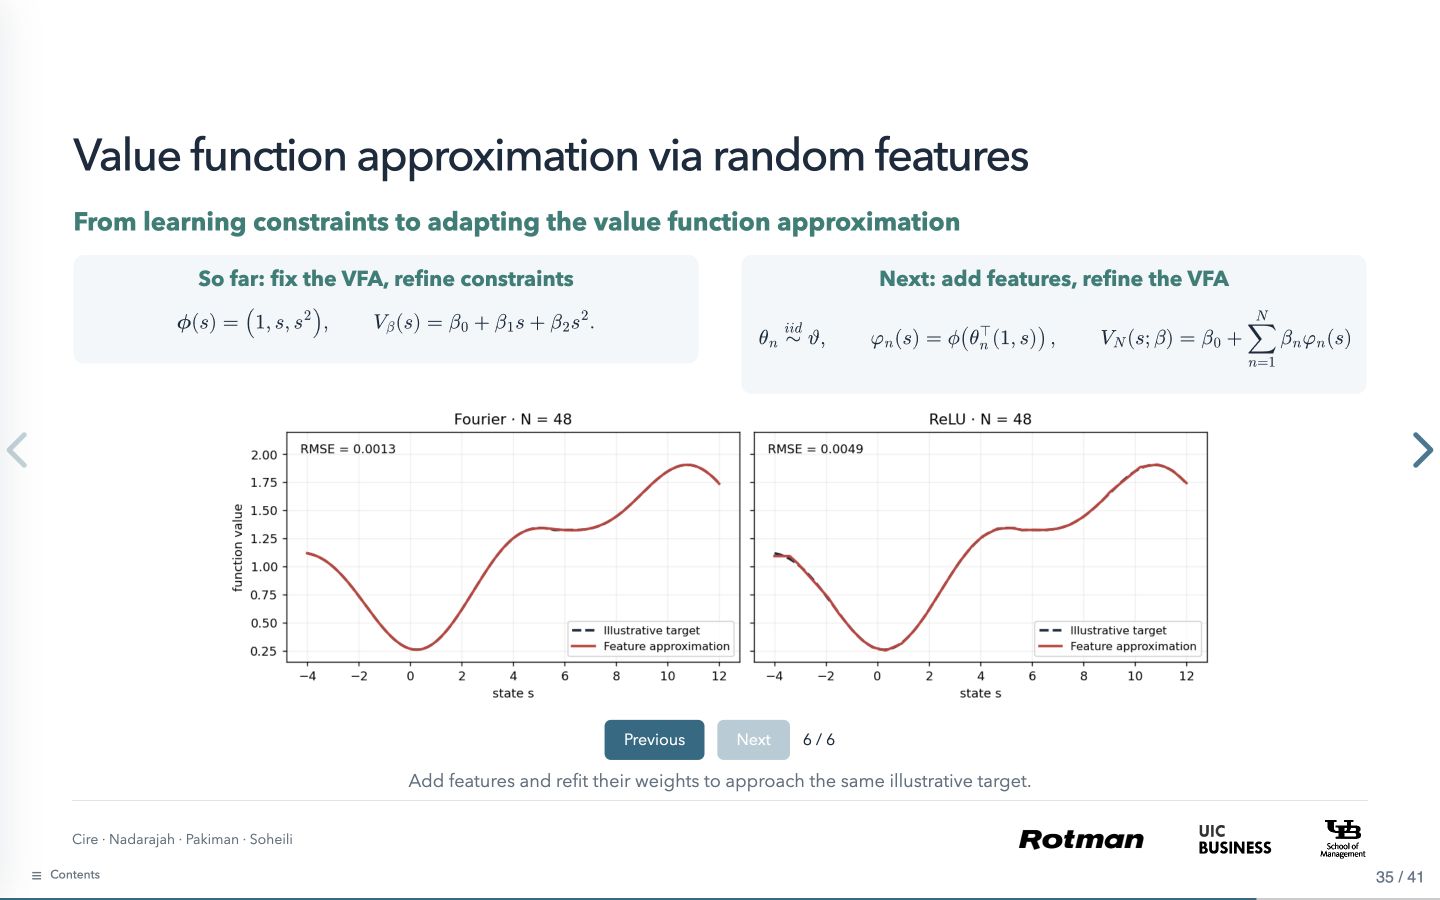 Value function approximation via random features
From learning constraints to adapting the value function approximation
So far: fix the VFA, refine constraints
ϕ(s) = (1, s, s²),    V_β(s) = β₀ + β₁s + β₂s².
Next: add features, refine the VFA
θₙ ~ⁱⁱᵈ ϑ,    φₙ(s) = ϕ(θₙ⊤(1, s)),    V_N(s; β) = β₀ + ∑ₙ₌₁ᴺ βₙφₙ(s)
Fourier · N = 48
RMSE = 0.0013
2.00
1.75
1.50
1.25
1.00
0.75
0.50
0.25
function value
Illustrative target
Feature approximation
−4 −2 0 2 4 6 8 10 12
state s
ReLU · N = 48
RMSE = 0.0049
Illustrative target
Feature approximation
−4 −2 0 2 4 6 8 10 12
state s
Previous Next 6 / 6
Add features and refit their weights to approach the same illustrative target.
Cire · Nadarajah · Pakiman · Soheili
Rotman
UIC
BUSINESS
UB
School of
Management
≡ Contents
35 / 41